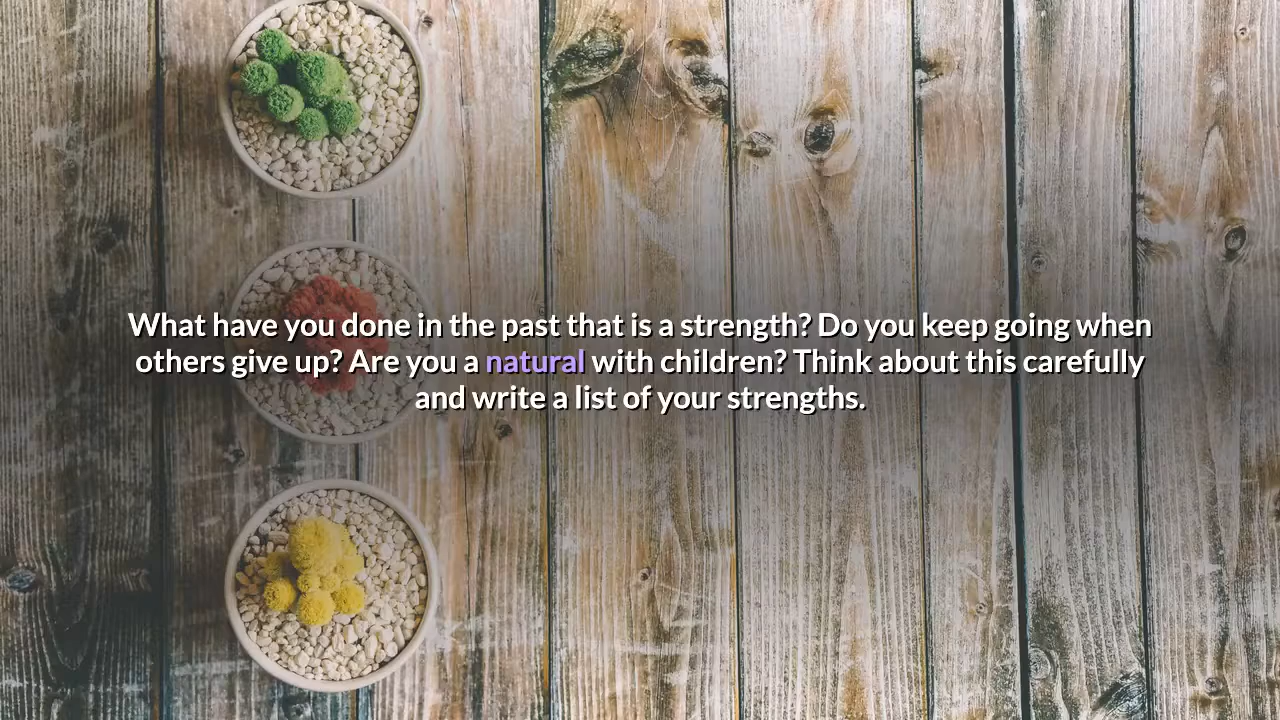 What have you done in the past that is a strength? Do you keep going when
others give up? Are you a natural with children? Think about this carefully
and write a list of your strengths.